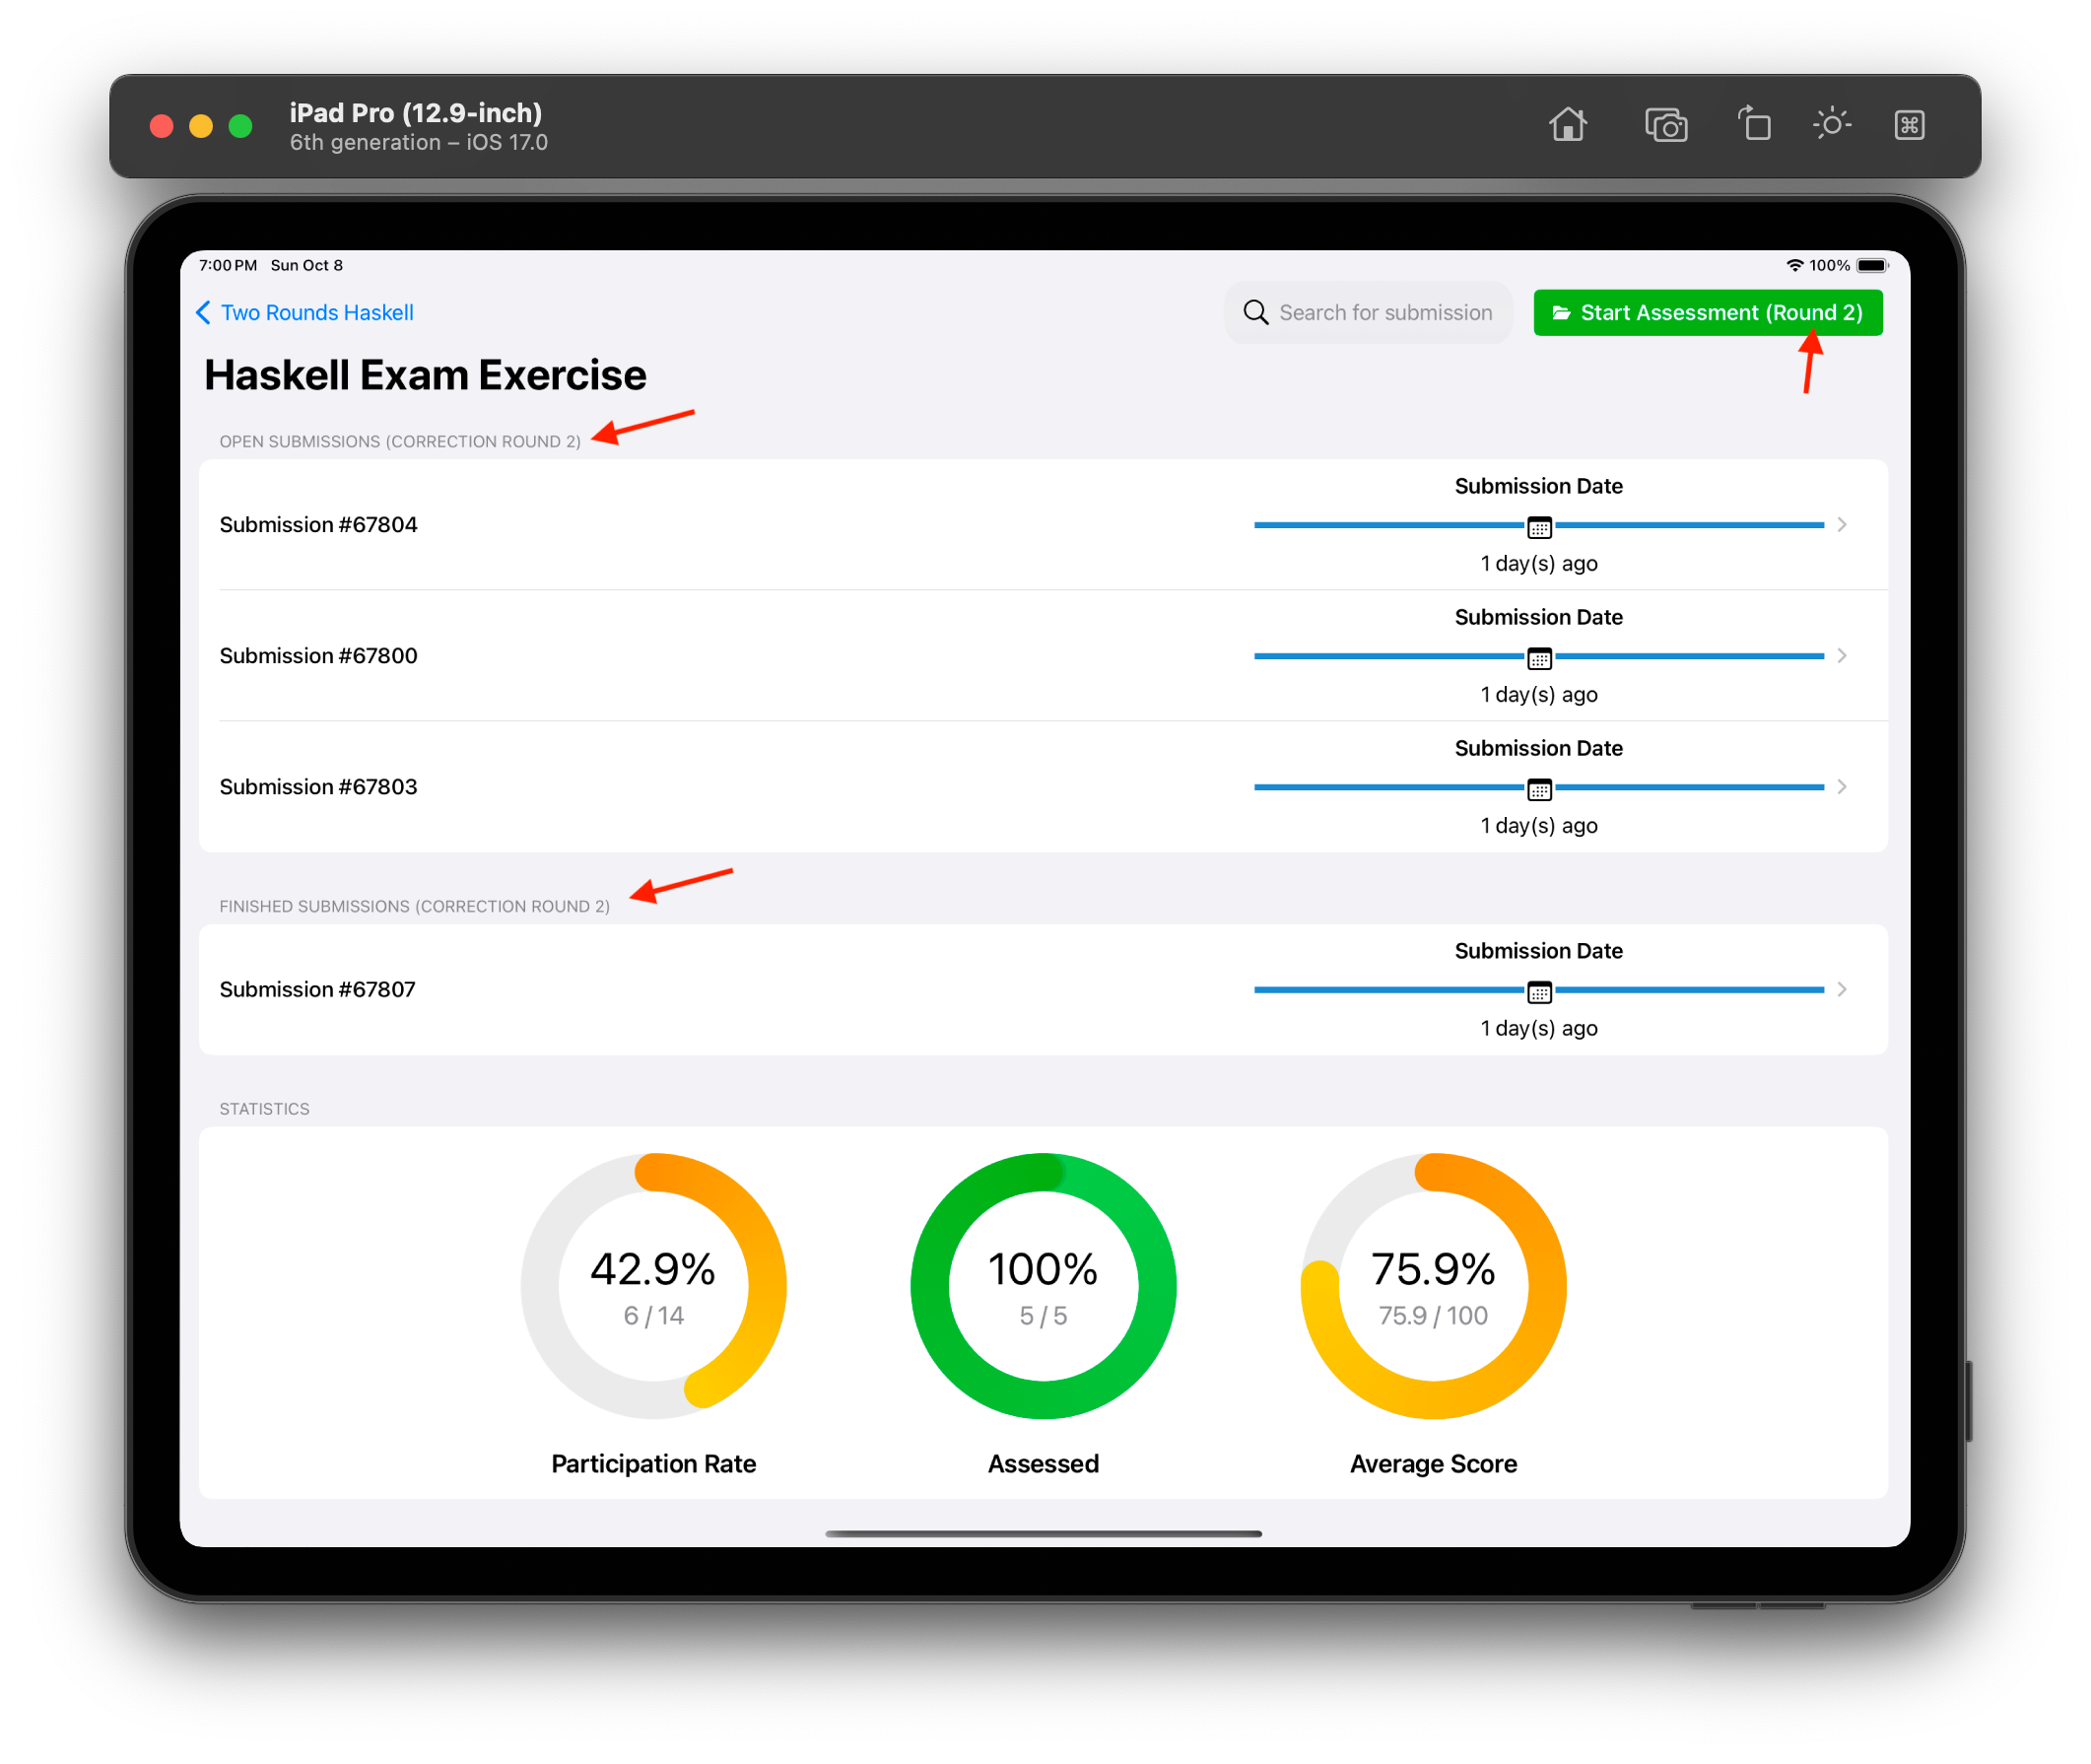 iPad Pro (12.9-inch)
6th generation – iOS 17.0
7:00 PM Sun Oct 8
100%
Two Rounds Haskell
Search for submission
Start Assessment (Round 2)
Haskell Exam Exercise
OPEN SUBMISSIONS (CORRECTION ROUND 2)
Submission Date
Submission #67804
1 day(s) ago
Submission Date
Submission #67800
1 day(s) ago
Submission Date
Submission #67803
1 day(s) ago
FINISHED SUBMISSIONS (CORRECTION ROUND 2)
Submission Date
Submission #67807
1 day(s) ago
STATISTICS
42.9%
6 / 14
Participation Rate
100%
5 / 5
Assessed
75.9%
75.9 / 100
Average Score